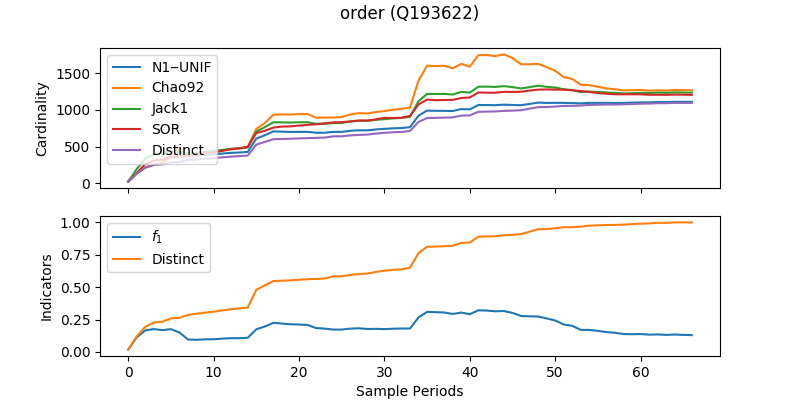 order (Q193622)
Cardinality
1500
1000
500
0
N1−UNIF
Chao92
Jack1
SOR
Distinct
Indicators
1.00
0.75
0.50
0.25
0.00
f1
Distinct
0 10 20 30 40 50 60
Sample Periods